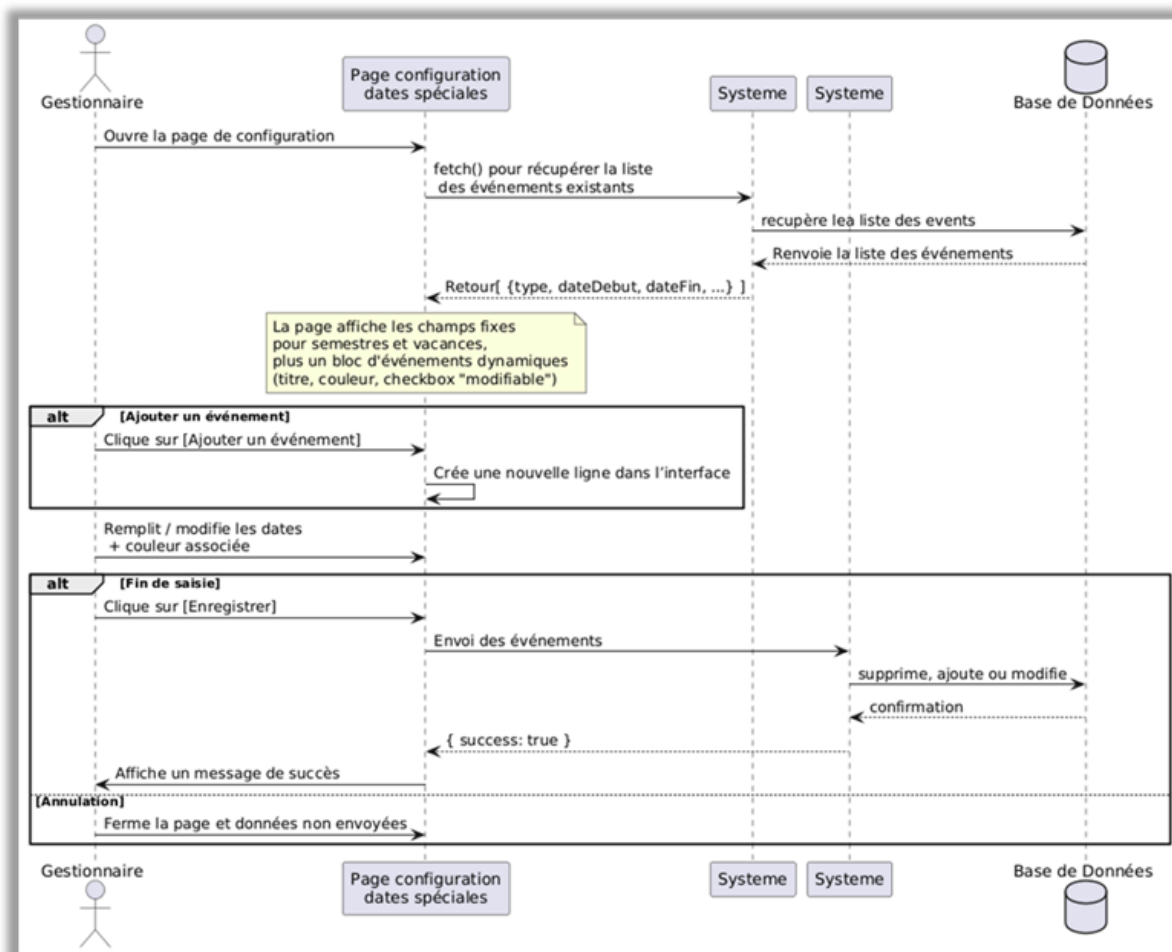 Gestionnaire
Page configuration
dates spéciales
Systeme
Systeme
Base de Données
Ouvre la page de configuration
fetch() pour récupérer la liste
des événements existants
recupère lea liste des events
Renvoie la liste des événements
Retour[ {type, dateDebut, dateFin, ...} ]
La page affiche les champs fixes
pour semestres et vacances,
plus un bloc d'événements dynamiques
(titre, couleur, checkbox "modifiable")
alt [Ajouter un événement]
Clique sur [Ajouter un événement]
Crée une nouvelle ligne dans l’interface
Remplit / modifie les dates
+ couleur associée
alt [Fin de saisie]
Clique sur [Enregistrer]
Envoi des événements
supprime, ajoute ou modifie
confirmation
{ success: true }
Affiche un message de succès
[Annulation]
Ferme la page et données non envoyées
Gestionnaire
Page configuration
dates spéciales
Systeme
Systeme
Base de Données